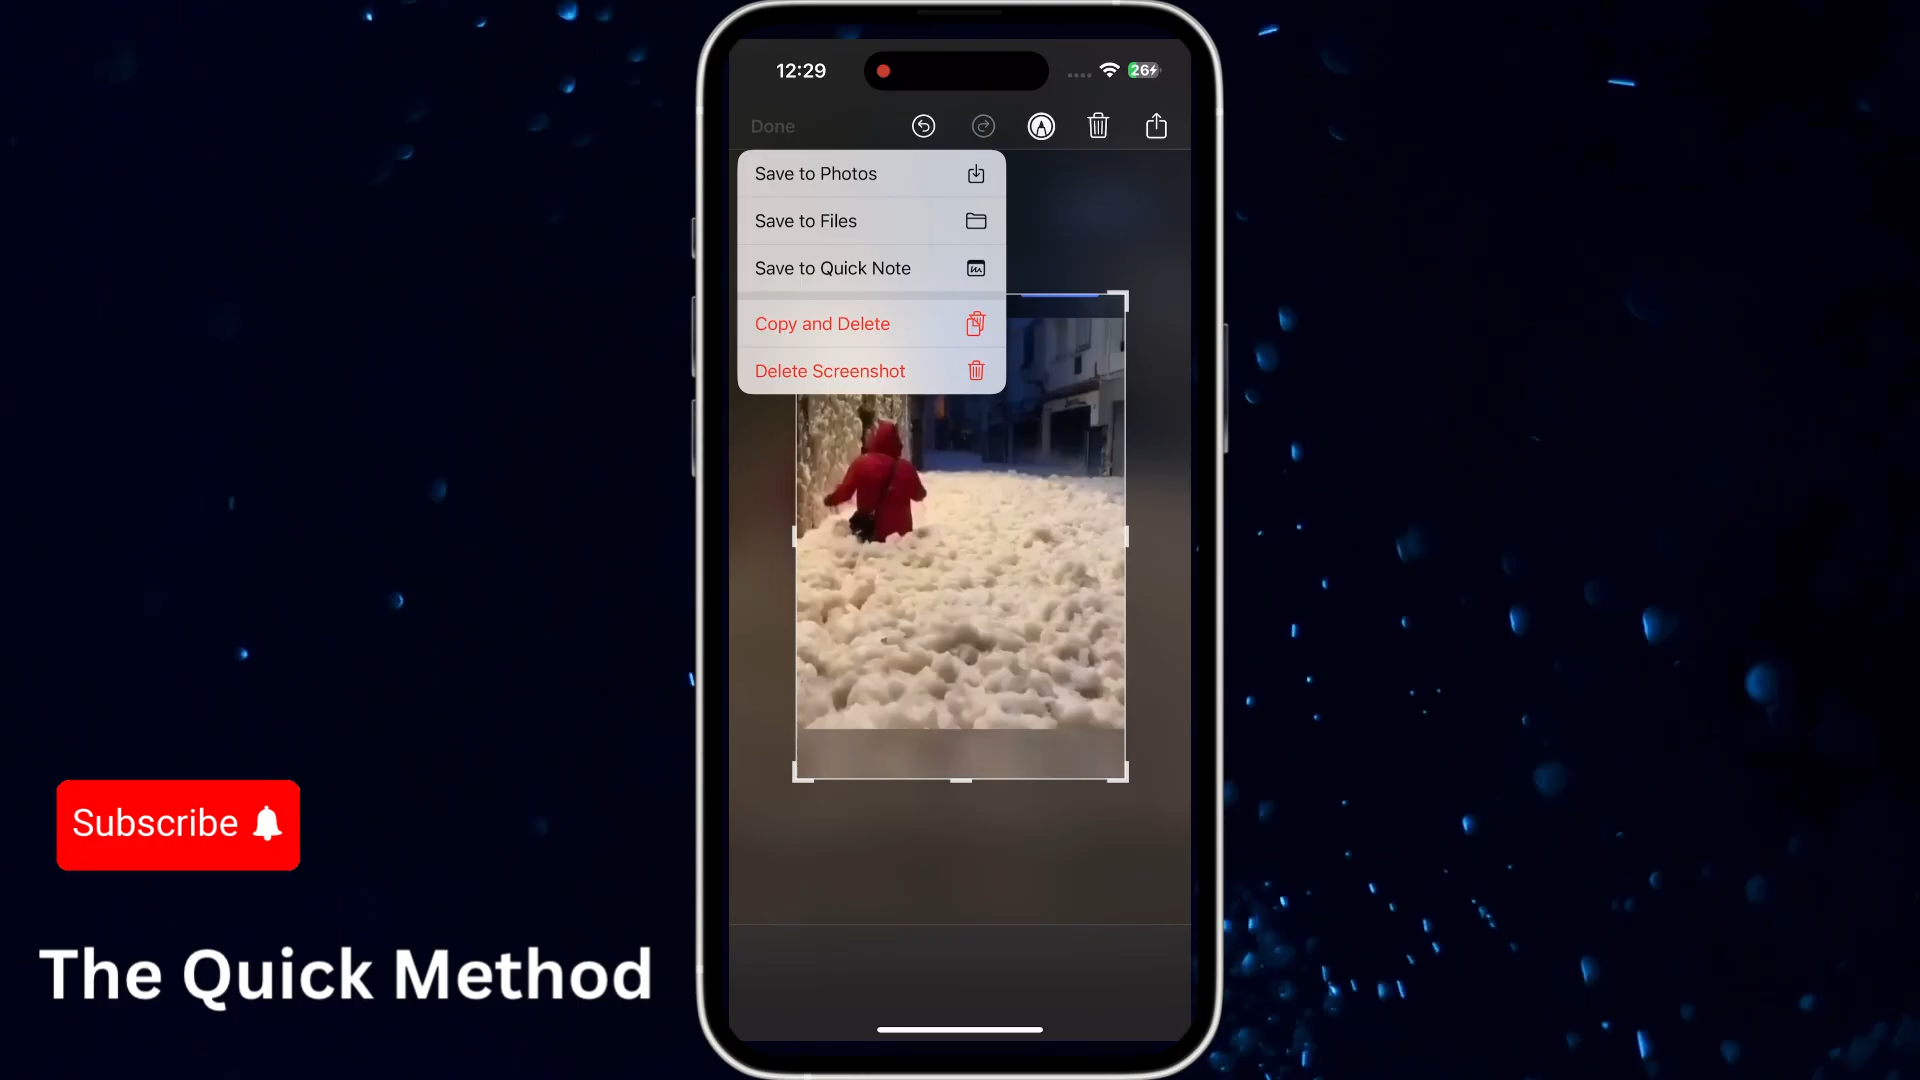 12:29
26
Done
Save to Photos
Save to Files
Save to Quick Note
Copy and Delete
Delete Screenshot
Subscribe
The Quick Method